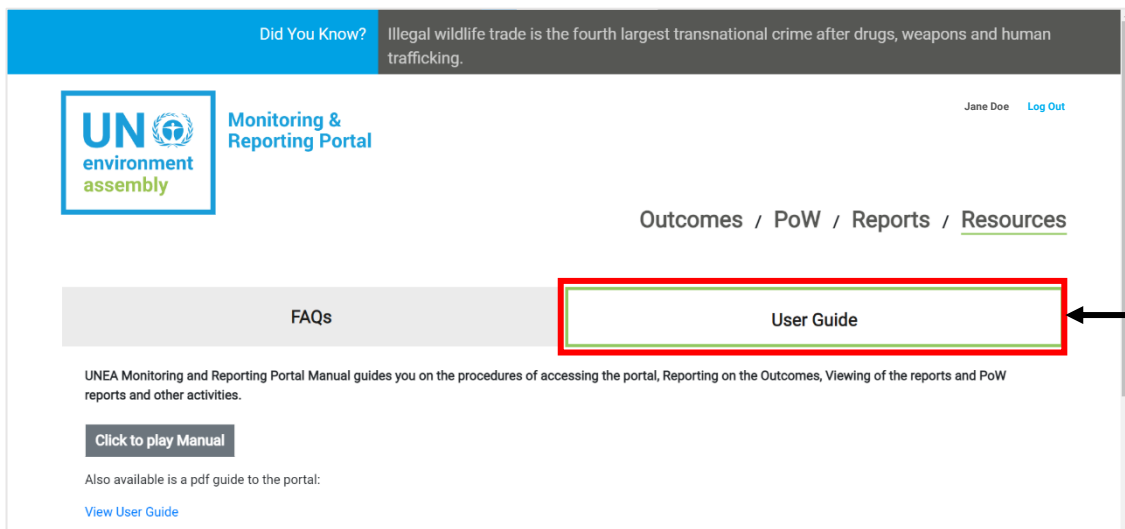 Did You Know?
Illegal wildlife trade is the fourth largest transnational crime after drugs, weapons and human
trafficking.
UN
environment
assembly
Monitoring &
Reporting Portal
Jane Doe Log Out
Outcomes / PoW / Reports / Resources
FAQs
User Guide
UNEA Monitoring and Reporting Portal Manual guides you on the procedures of accessing the portal, Reporting on the Outcomes, Viewing of the reports and PoW
reports and other activities.
Click to play Manual
Also available is a pdf guide to the portal:
View User Guide